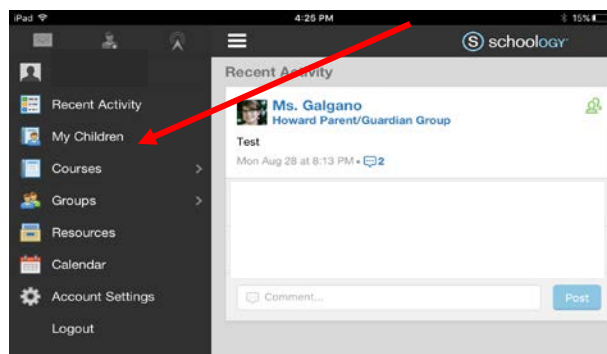 iPad 4:25 PM 15%
schoology
Recent Activity
My Children
Courses
Groups
Resources
Calendar
Account Settings
Logout
Recent Activity
Ms. Galgano
Howard Parent/Guardian Group
Test
Mon Aug 28 at 8:13 PM • 2
Comment...
Post